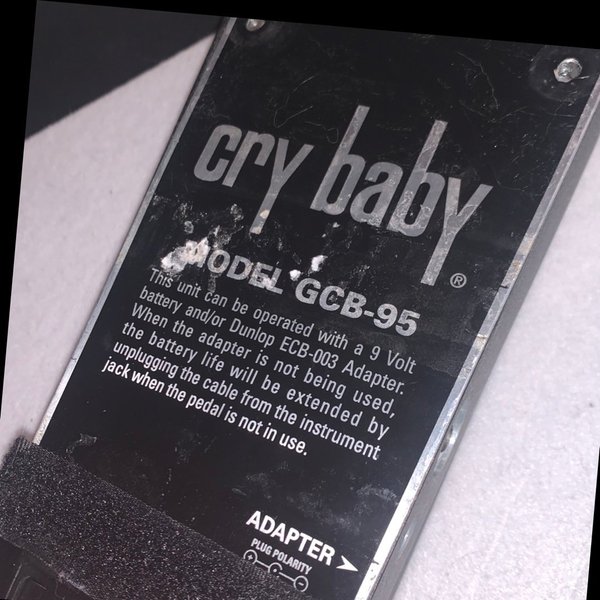 cry baby®
MODEL GCB-95
This unit can be operated with a 9 Volt
battery and/or Dunlop ECB-003 Adapter.
When the adapter is not being used,
the battery life will be extended by
unplugging the cable from the instrument
jack when the pedal is not in use.
ADAPTER
PLUG POLARITY